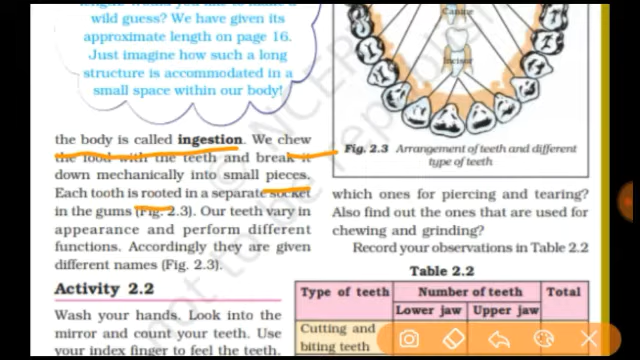 wild guess? We have given its
approximate length on page 16.
Just imagine how such a long
structure is accommodated in a
small space within our body!
the body is called ingestion. We chew
the food with the teeth and break it
down mechanically into small pieces.
Each tooth is rooted in a separate socket
in the gums (Fig. 2.3). Our teeth vary in
appearance and perform different
functions. Accordingly they are given
different names (Fig. 2.3).
Activity 2.2
Wash your hands. Look into the
mirror and count your teeth. Use
your index finger to feel the teeth.
Canine
Incisor
Fig. 2.3 Arrangement of teeth and different
type of teeth
which ones for piercing and tearing?
Also find out the ones that are used for
chewing and grinding?
Record your observations in Table 2.2
Table 2.2
Type of teeth
Number of teeth
Total
Lower jaw
Upper jaw
Cutting and
biting teeth
not to be